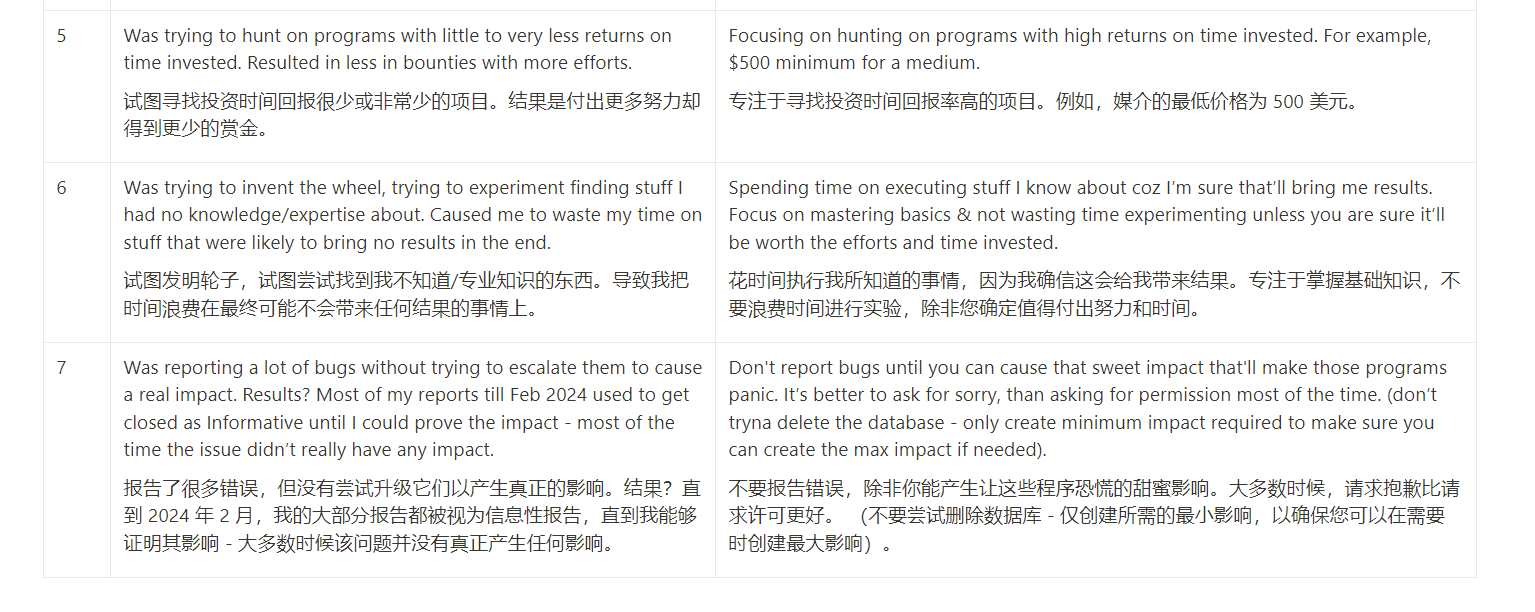 5
Was trying to hunt on programs with little to very less returns on
time invested. Resulted in less in bounties with more efforts.
试图寻找投资时间回报很少或非常少的项目。结果是付出更多努力却
得到更少的赏金。
Focusing on hunting on programs with high returns on time invested. For example,
$500 minimum for a medium.
专注于寻找投资时间回报率高的项目。例如，媒介的最低价格为 500 美元。
6
Was trying to invent the wheel, trying to experiment finding stuff I
had no knowledge/expertise about. Caused me to waste my time on
stuff that were likely to bring no results in the end.
试图发明轮子，试图尝试找到我不知道/专业知识的东西。导致我把
时间浪费在最终可能不会带来任何结果的事情上。
Spending time on executing stuff I know about coz I’m sure that’ll bring me results.
Focus on mastering basics & not wasting time experimenting unless you are sure it’ll
be worth the efforts and time invested.
花时间执行我所知道的事情，因为我确信这会给我带来结果。专注于掌握基础知识，不
要浪费时间进行实验，除非您确定值得付出努力和时间。
7
Was reporting a lot of bugs without trying to escalate them to cause
a real impact. Results? Most of my reports till Feb 2024 used to get
closed as Informative until I could prove the impact - most of the
time the issue didn’t really have any impact.
报告了很多错误，但没有尝试升级它们以产生真正的影响。结果？直
到 2024 年 2 月，我的大部分报告都被视为信息性报告，直到我能够
证明其影响 - 大多数时候该问题并没有真正产生任何影响。
Don't report bugs until you can cause that sweet impact that'll make those programs
panic. It’s better to ask for sorry, than asking for permission most of the time. (don’t
tryna delete the database - only create minimum impact required to make sure you
can create the max impact if needed).
不要报告错误，除非你能产生让这些程序恐慌的甜蜜影响。大多数时候，请求抱歉比请
求许可更好。 （不要尝试删除数据库 - 仅创建所需的最小影响，以确保您可以在需要
时创建最大影响）。